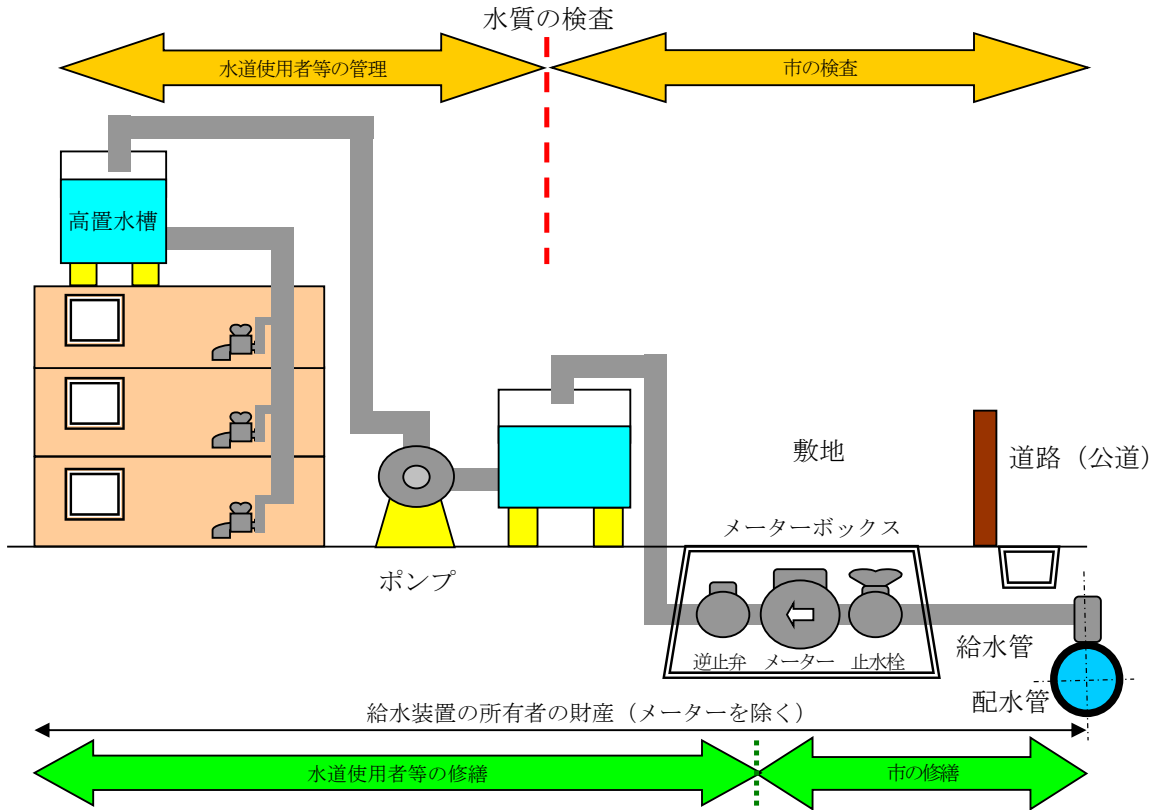 水質の検査
水道使用者等の管理
市の検査
高置水槽
敷地
道路（公道）
メーターボックス
ポンプ
逆止弁
メーター
止水栓
給水管
配水管
給水装置の所有者の財産（メーターを除く）
水道使用者等の修繕
市の修繕